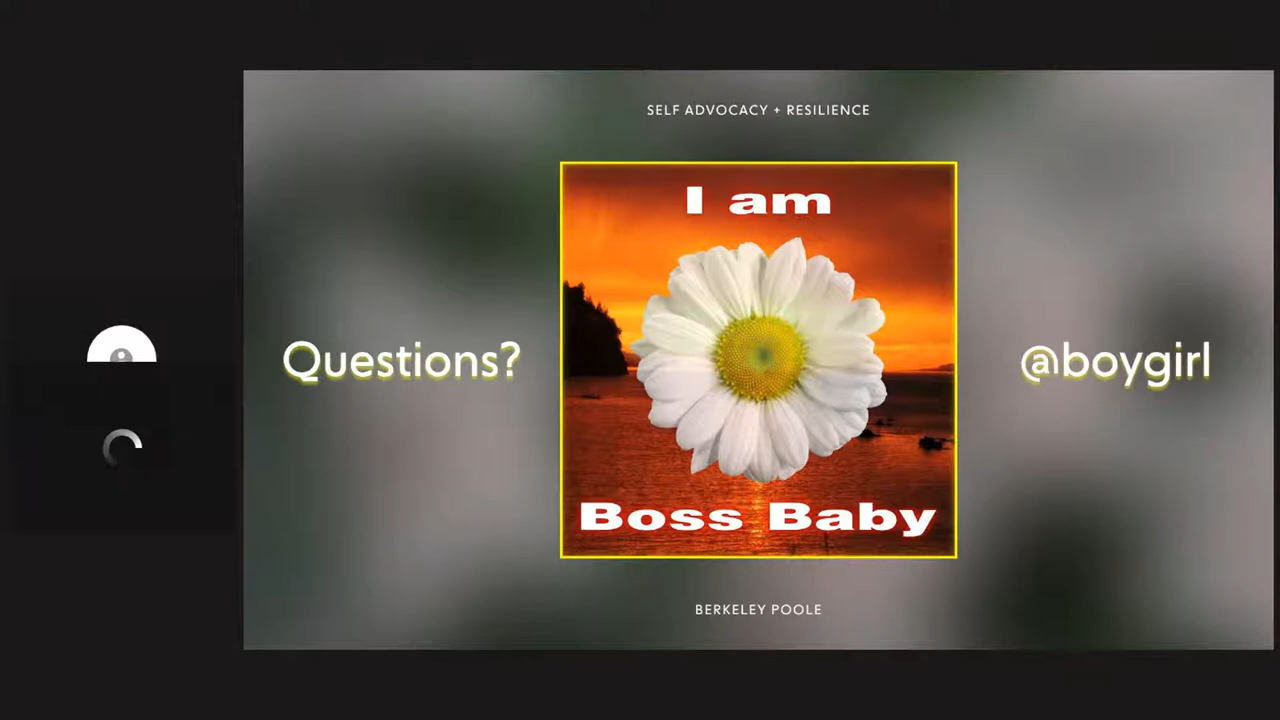 SELF ADVOCACY + RESILIENCE
I am
Questions?
@boygirl
Boss Baby
BERKELEY POOLE